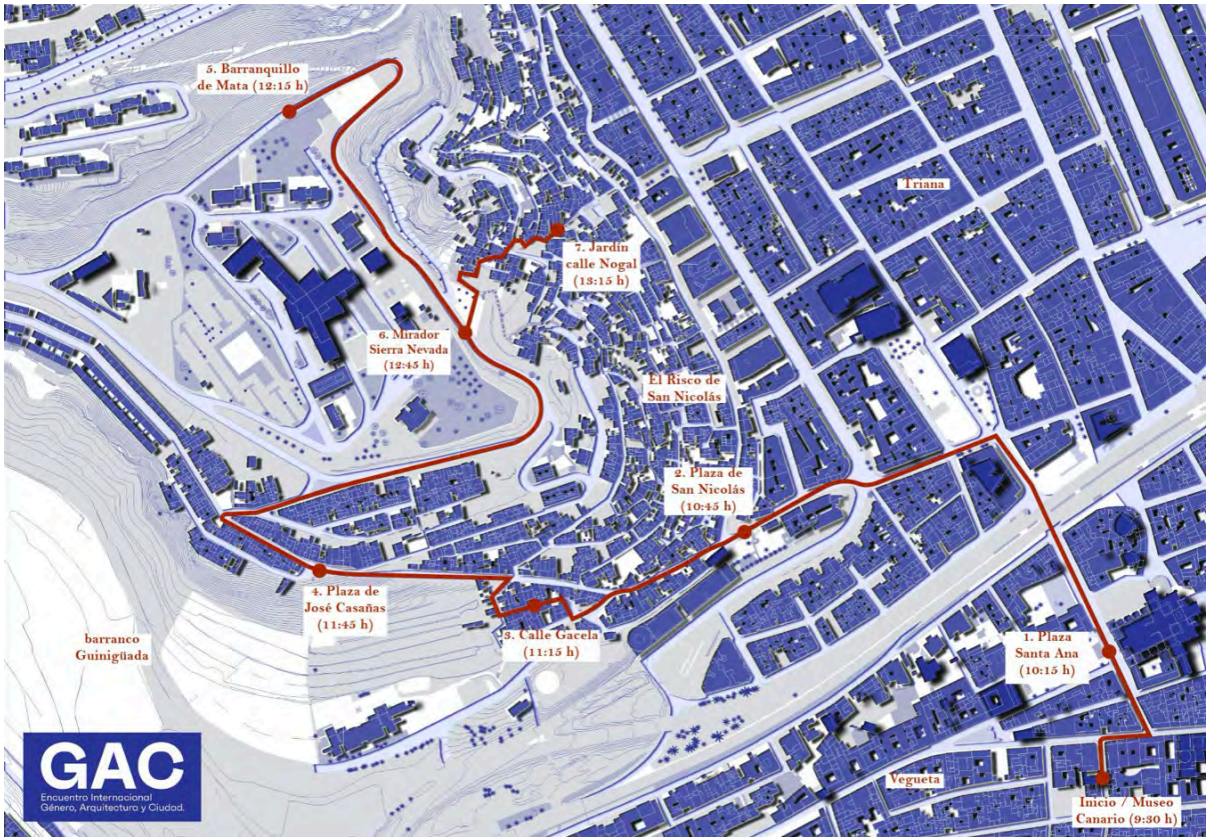 5. Barranquillo
de Mata (12:15 h)
Triana
7. Jardín
calle Nogal
(13:15 h)
6. Mirador
Sierra Nevada
(12:45 h)
El Risco de
San Nicolás
2. Plaza de
San Nicolás
(10:45 h)
4. Plaza de
José Casañas
(11:45 h)
3. Calle Gacela
(11:15 h)
barranco
Guinigüada
1. Plaza
Santa Ana
(10:15 h)
Vegueta
Inicio / Museo
Canario (9:30 h)
GAC
Encuentro Internacional
Género, Arquitectura y Ciudad.